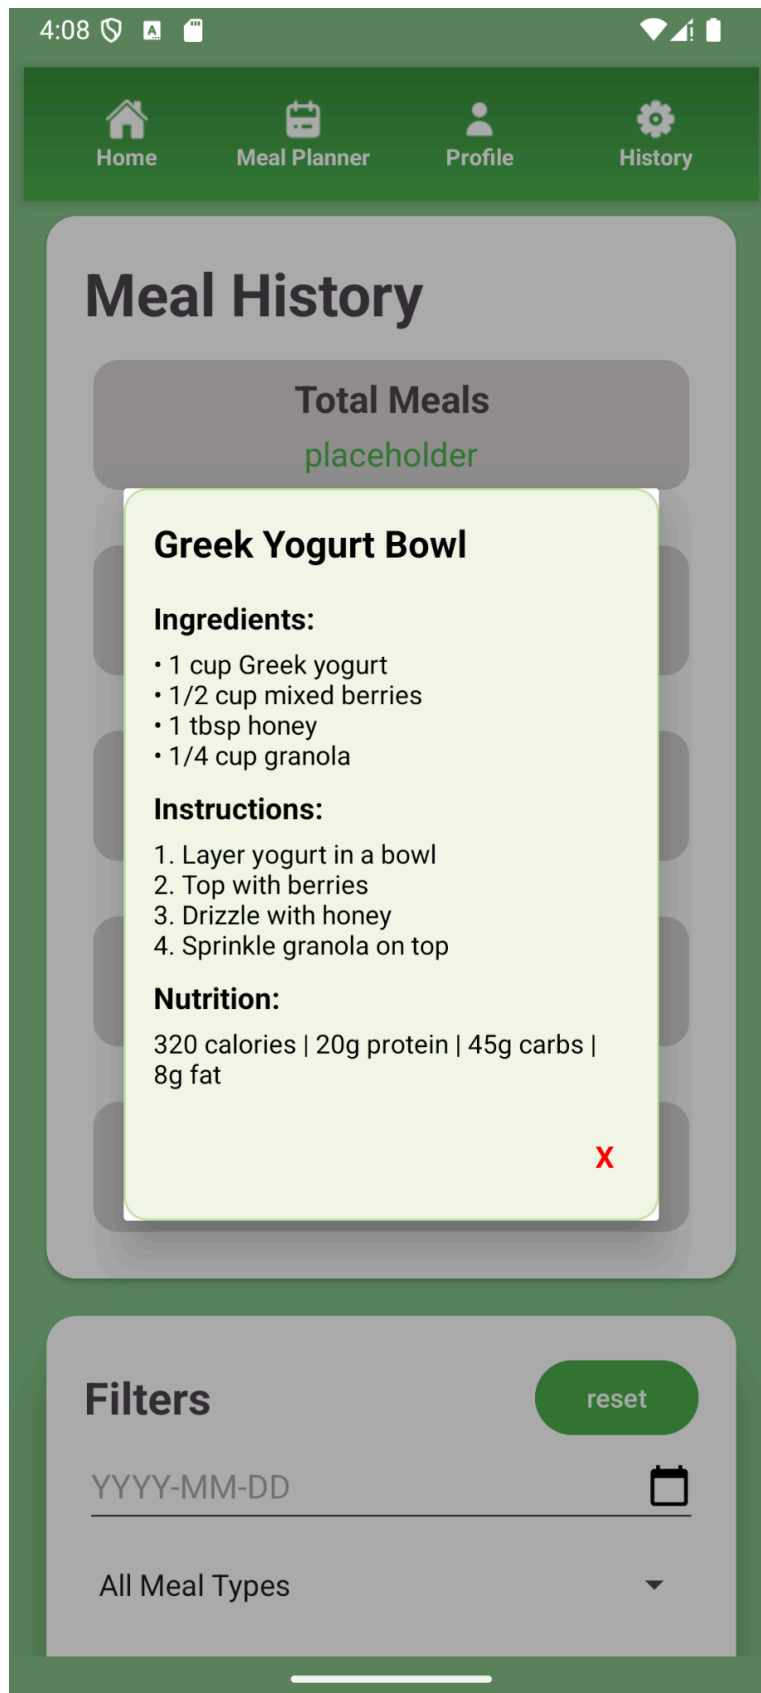 4:08
Home Meal Planner Profile History
Meal History
Total Meals
placeholder
Greek Yogurt Bowl
Ingredients:
• 1 cup Greek yogurt
• 1/2 cup mixed berries
• 1 tbsp honey
• 1/4 cup granola
Instructions:
1. Layer yogurt in a bowl
2. Top with berries
3. Drizzle with honey
4. Sprinkle granola on top
Nutrition:
320 calories | 20g protein | 45g carbs |
8g fat
X
Filters
reset
YYYY-MM-DD
All Meal Types